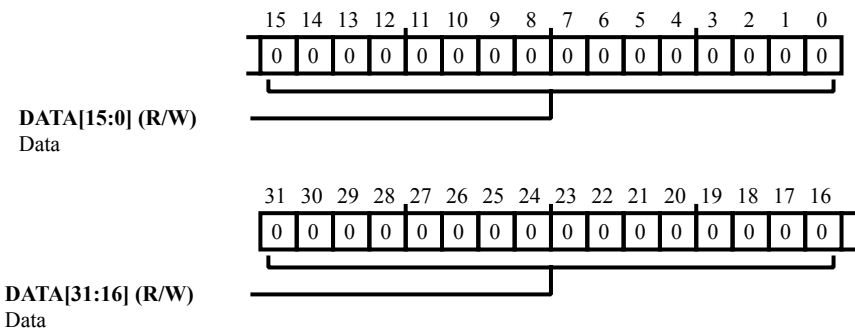 15 14 13 12 11 10 9 8 7 6 5 4 3 2 1 0
0 0 0 0 0 0 0 0 0 0 0 0 0 0 0 0
DATA[15:0] (R/W)
Data
31 30 29 28 27 26 25 24 23 22 21 20 19 18 17 16
0 0 0 0 0 0 0 0 0 0 0 0 0 0 0 0
DATA[31:16] (R/W)
Data